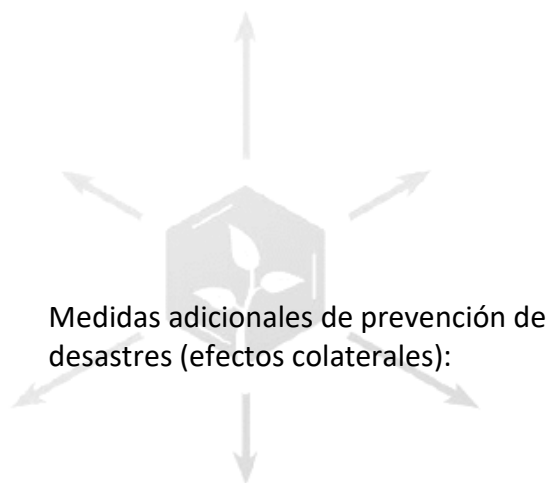 Medidas adicionales de prevención de
desastres (efectos colaterales):